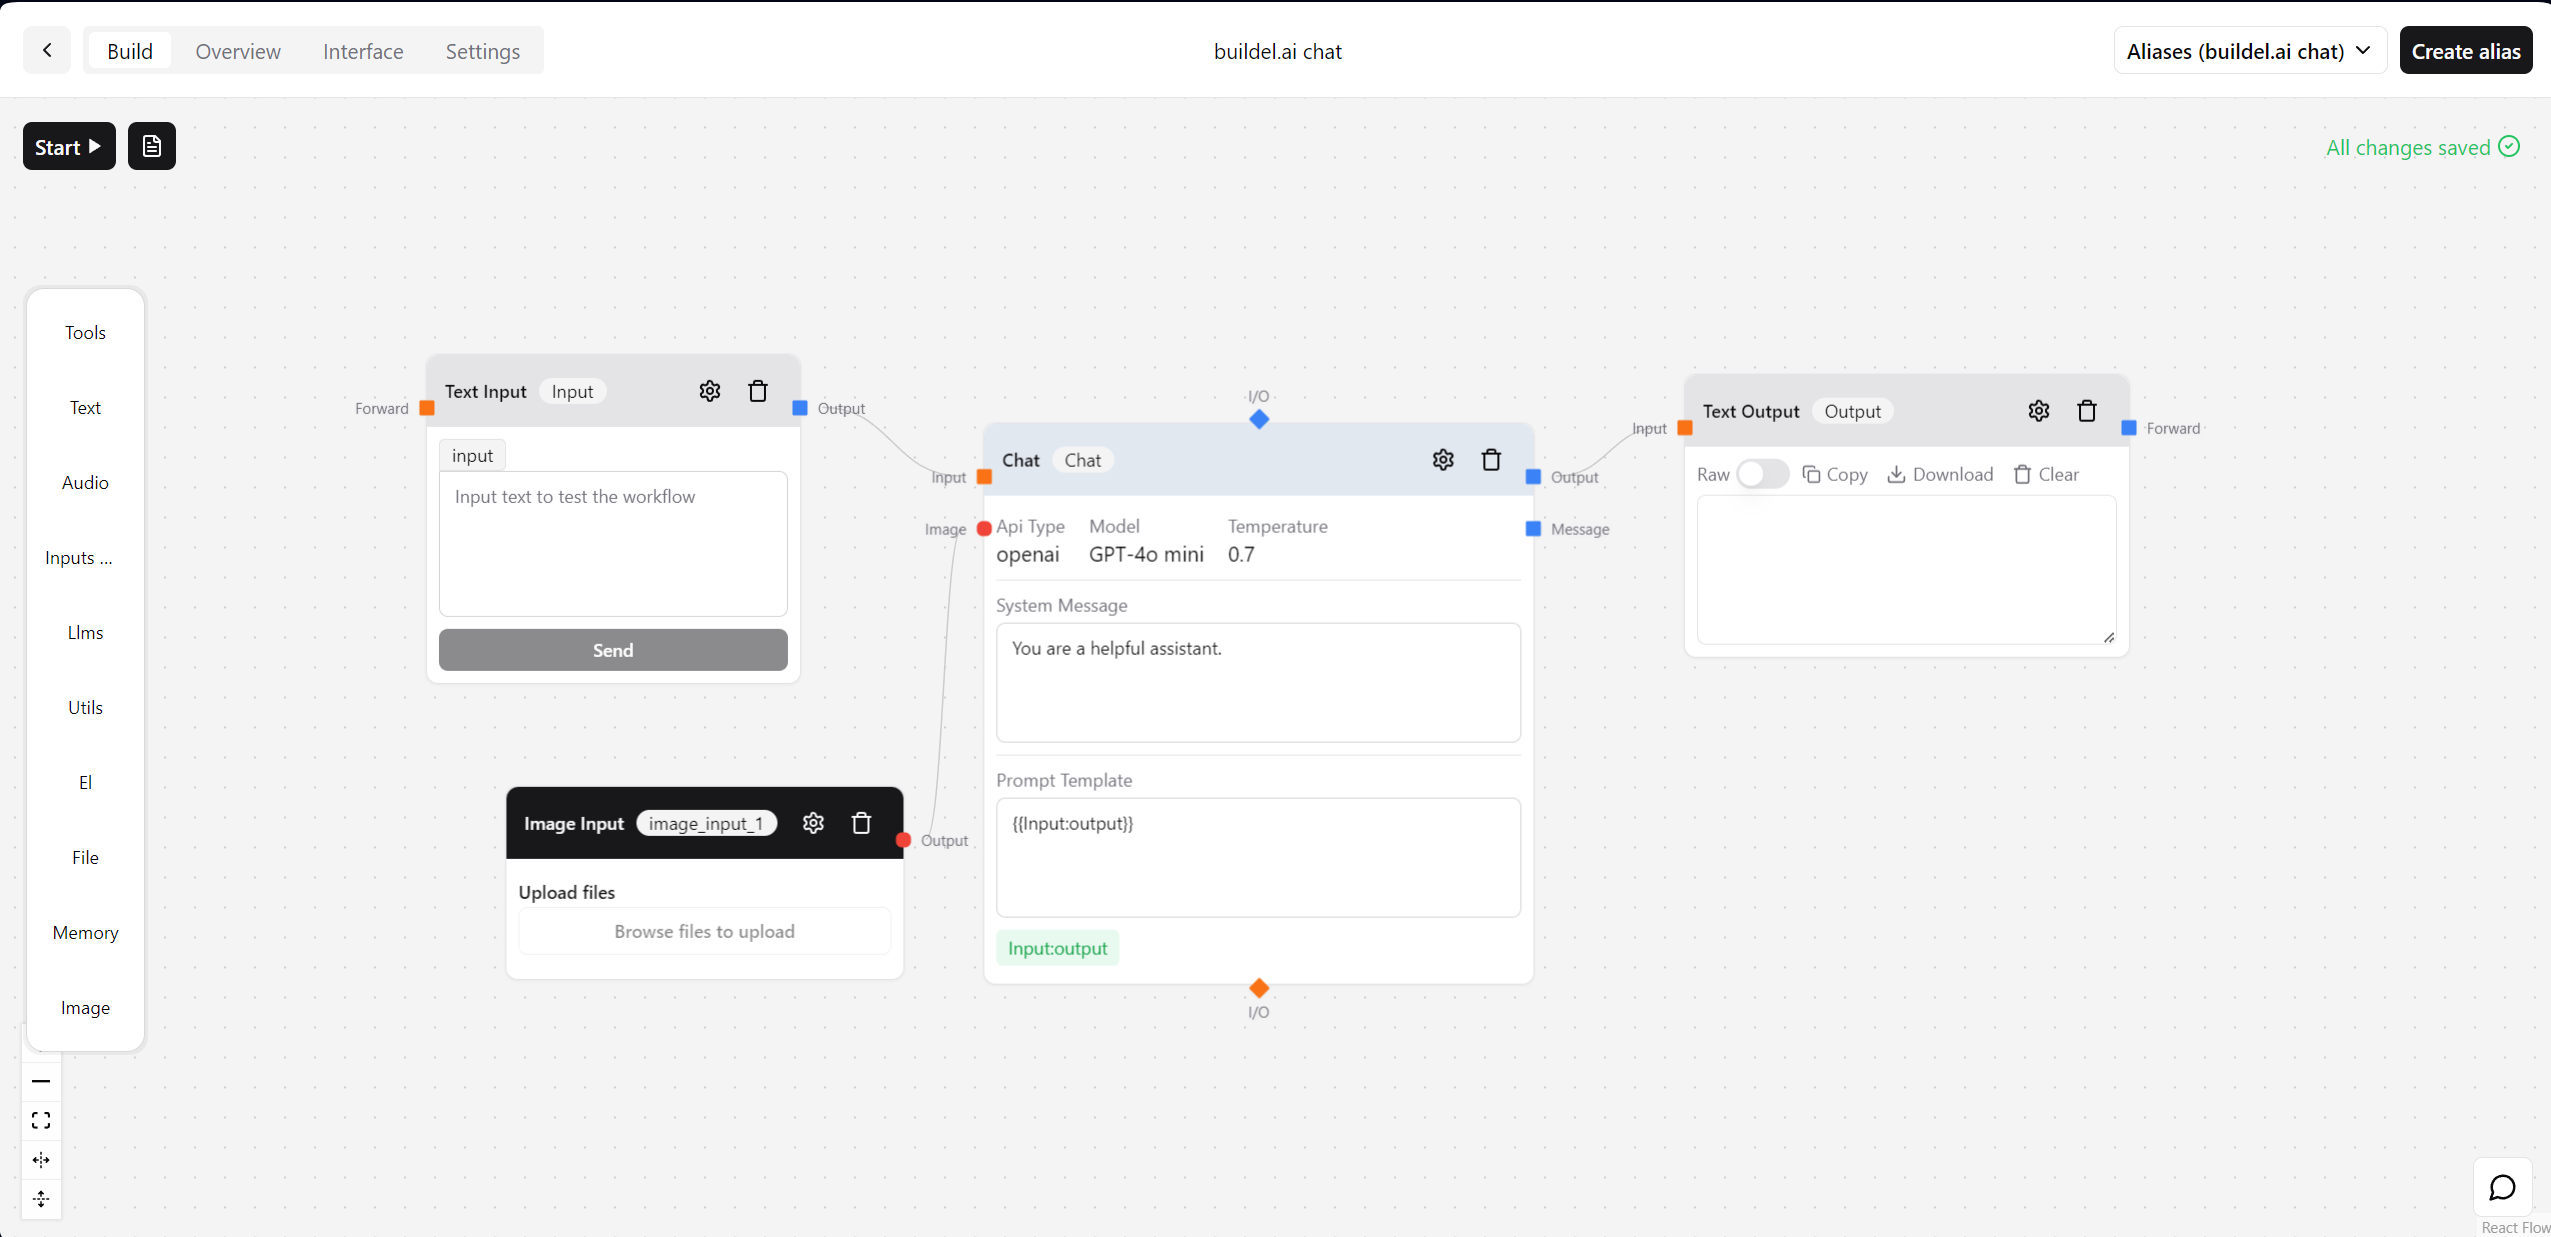 Build Overview Interface Settings
buildel.ai chat
Aliases (buildel.ai chat)
Create alias
Start
All changes saved
Tools
Text
Audio
Inputs ...
Llms
Utils
El
File
Memory
Image
Forward
Text Input Input
Output
input
Input text to test the workflow
Send
Image Input image_input_1
Output
Upload files
Browse files to upload
I/O
Input
Chat Chat
Output
Image
Message
Api Type Model Temperature
openai GPT-4o mini 0.7
System Message
You are a helpful assistant.
Prompt Template
{{Input:output}}
Input:output
I/O
Input
Text Output Output
Forward
Raw Copy Download Clear
React Flow